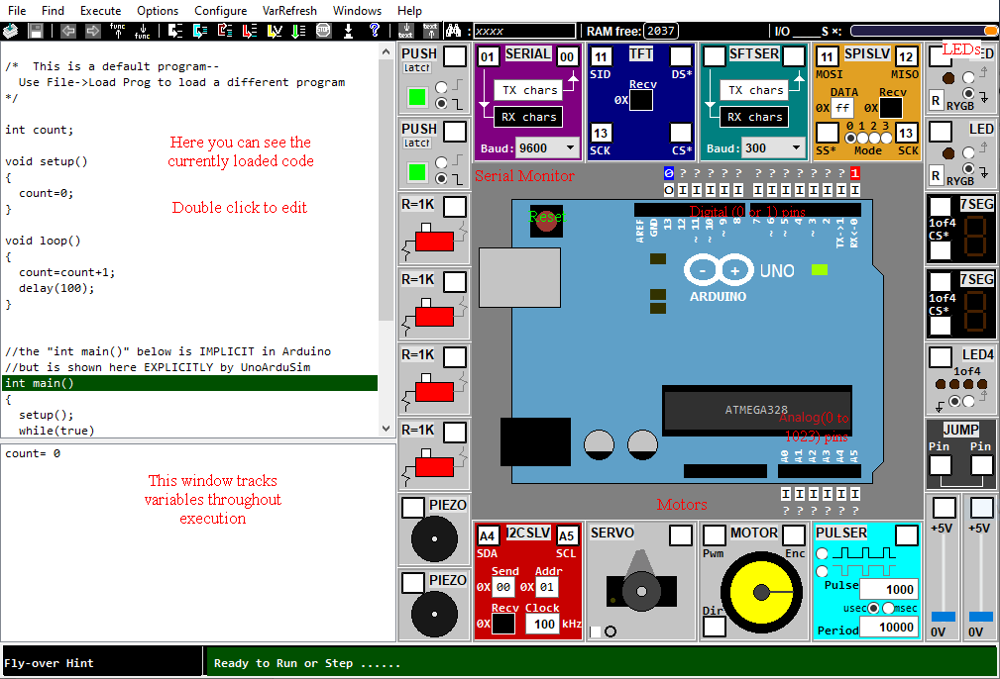 File Find Execute Options Configure VarRefresh Windows Help
func
func
STOP
?
text
text
: xxxx
RAM free: 2037
I/O ____S ×:
/* This is a default program--
Use File->Load Prog to load a different program
*/
int count;
void setup()
{
count=0;
}
void loop()
{
count=count+1;
delay(100);
}
//the "int main()" below is IMPLICIT in Arduino
//but is shown here EXPLICITLY by UnoArduSim
int main()
{
setup();
while(true)
Here you can see the
currently loaded code
Double click to edit
count= 0
This window tracks
variables throughout
execution
PUSH
latch
PUSH
latch
R=1K
R=1K
R=1K
R=1K
PIEZO
PIEZO
01 SERIAL 00
TX chars
RX chars
Baud: 9600
11 TFT
SID DS*
Recv
0X
13
SCK CS*
SFTSER
TX chars
RX chars
Baud: 300
11 SPISLV 12
MOSI MISO
DATA Recv
0X ff 0X
0 1 2 3 13
SS* Mode SCK
LEDs
R RYGB
LED
R RYGB
7SEG
1of4
CS*
7SEG
1of4
CS*
LED4
1of4
JUMP
Pin Pin
+5V +5V
0V 0V
Serial Monitor
0 ? ? ? ? ? ? ? ? ? ? ? ? 1
O I I I I I I I I I I I I I
Reset
Digital (0 or 1) pins
AREF
GND
13
12
~ 11
~ 10
~ 9
8
7
~ 6
~ 5
4
~ 3
2
TX->1
RX<-0
- + UNO
ARDUINO
ATMEGA328
Analog(0 to
1023) pins
A0
A1
A2
A3
A4
A5
I I I I I I
? ? ? ? ? ?
Motors
A4 I2CSLV A5
SDA SCL
Send Addr
0X 00 0X 01
Recv Clock
0X 100 kHz
SERVO
MOTOR
Pwm Enc
Dir
PULSER
Pulse 1000
usec msec
Period 10000
Fly-over Hint
Ready to Run or Step ......